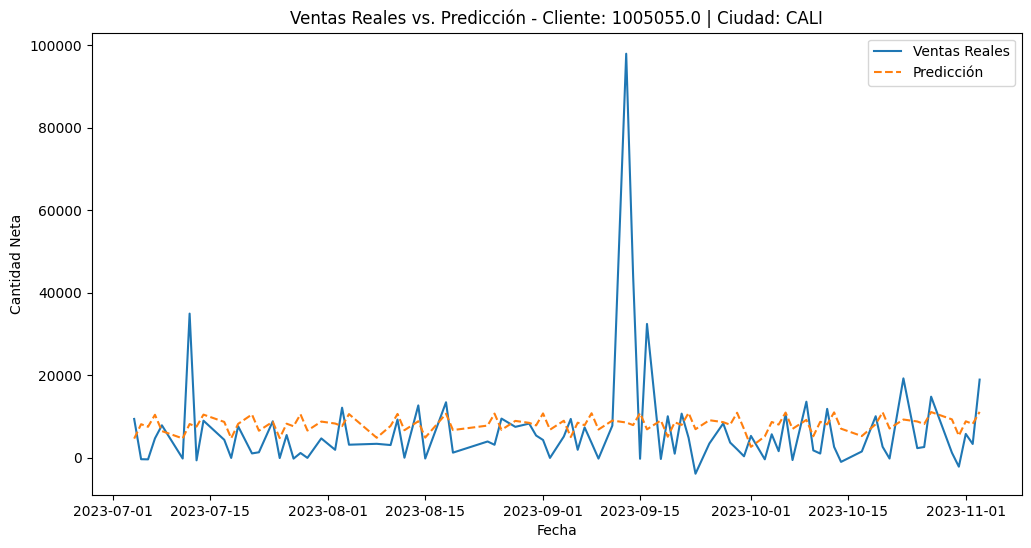 Ventas Reales vs. Predicción - Cliente: 1005055.0 | Ciudad: CALI
Ventas Reales
Predicción
100000
80000
60000
40000
20000
0
Cantidad Neta
2023-07-01 2023-07-15 2023-08-01 2023-08-15 2023-09-01 2023-09-15 2023-10-01 2023-10-15 2023-11-01
Fecha